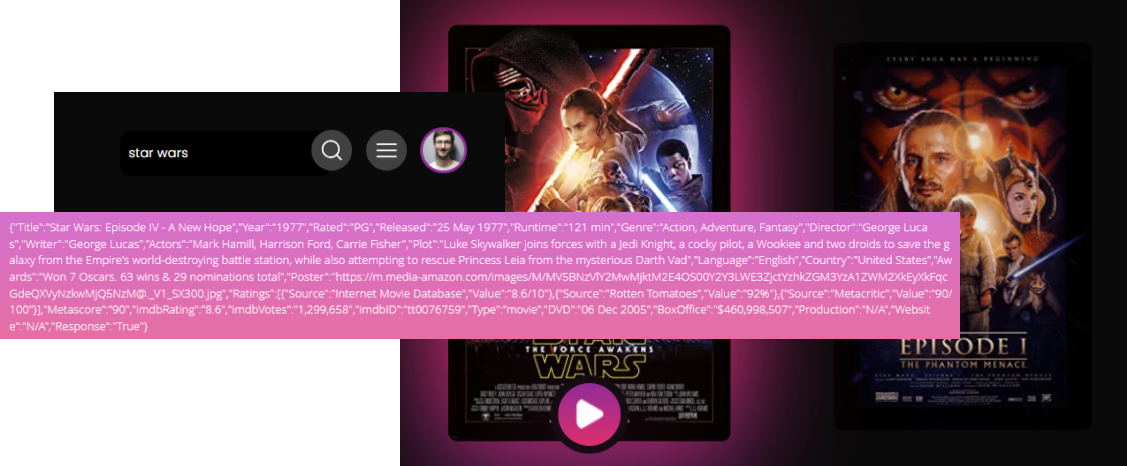 EVERY SAGA HAS A BEGINNING
star wars
{"Title":"Star Wars: Episode IV - A New Hope","Year":"1977","Rated":"PG","Released":"25 May 1977","Runtime":"121 min","Genre":"Action, Adventure, Fantasy","Director":"George Luca
s","Writer":"George Lucas","Actors":"Mark Hamill, Harrison Ford, Carrie Fisher","Plot":"Luke Skywalker joins forces with a Jedi Knight, a cocky pilot, a Wookiee and two droids to save the g
alaxy from the Empire's world-destroying battle station, while also attempting to rescue Princess Leia from the mysterious Darth Vad","Language":"English","Country":"United States","Aw
ards":"Won 7 Oscars. 63 wins & 29 nominations total","Poster":"https://m.media-amazon.com/images/M/MV5BNzVlY2MwMjktM2E4OS00Y2Y3LWE3ZjctYzhkZGM3YzA1ZWM2XkEyXkFqc
GdeQXVyNzkwMjQ5NzM@._V1_SX300.jpg","Ratings":[{"Source":"Internet Movie Database","Value":"8.6/10"},{"Source":"Rotten Tomatoes","Value":"92%"},{"Source":"Metacritic","Value":"90/
100"}],"Metascore":"90","imdbRating":"8.6","imdbVotes":"1,299,658","imdbID":"tt0076759","Type":"movie","DVD":"06 Dec 2005","BoxOffice":"$460,998,507","Production":"N/A","Websit
e":"N/A","Response":"True"}
STAR
THE FORCE AWAKENS
WARS
EPISODE I
THE PHANTOM MENACE